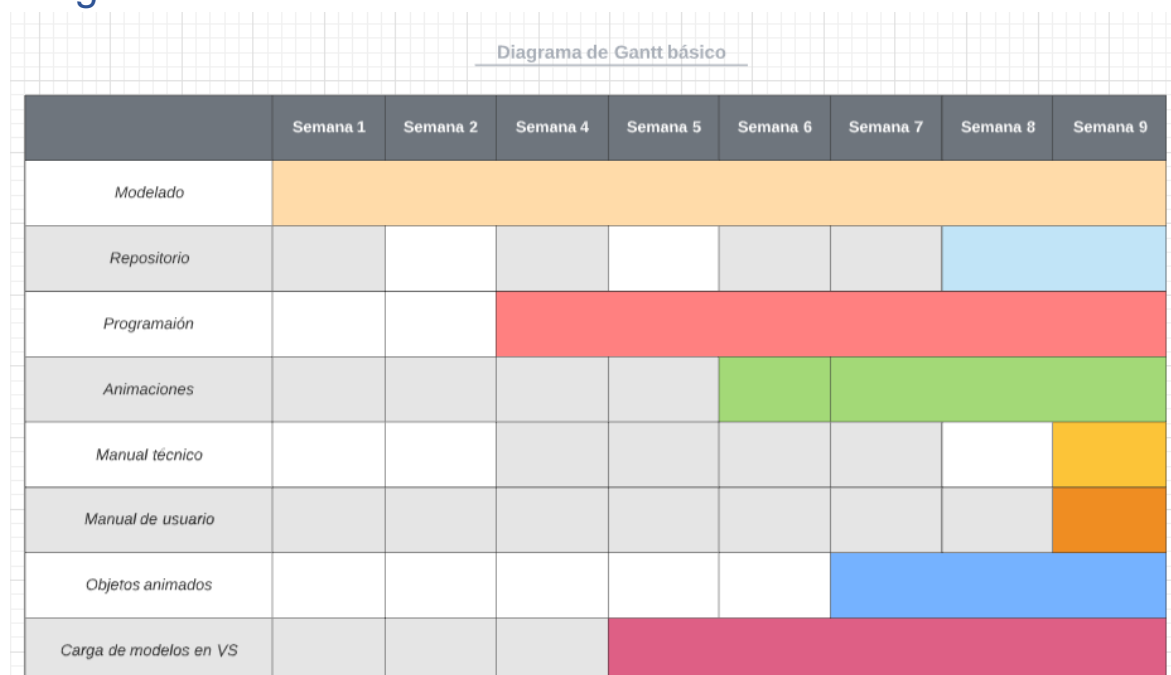 Diagrama de Gantt básico
Semana 1 Semana 2 Semana 4 Semana 5 Semana 6 Semana 7 Semana 8 Semana 9
Modelado
Repositorio
Programaión
Animaciones
Manual técnico
Manual de usuario
Objetos animados
Carga de modelos en VS